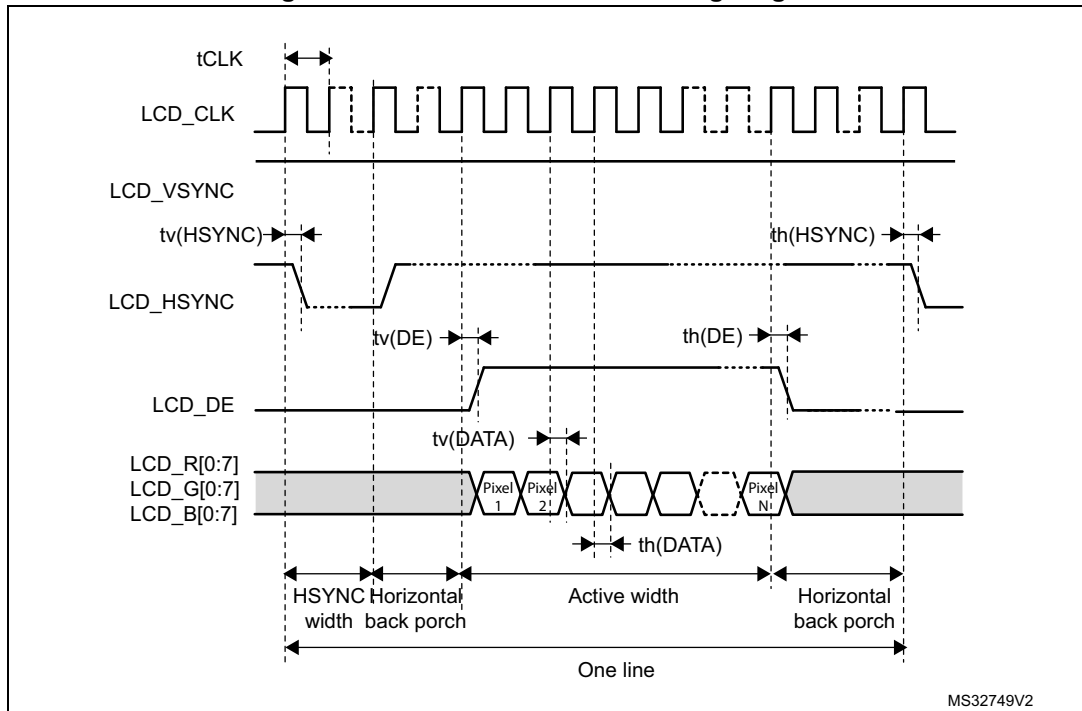 tCLK
LCD_CLK
LCD_VSYNC
tv(HSYNC)
th(HSYNC)
LCD_HSYNC
tv(DE)
th(DE)
LCD_DE
tv(DATA)
LCD_R[0:7]
LCD_G[0:7]
LCD_B[0:7]
Pixel
1
Pixel
2
Pixel
N
th(DATA)
HSYNC
width
Horizontal
back porch
Active width
Horizontal
back porch
One line
MS32749V2